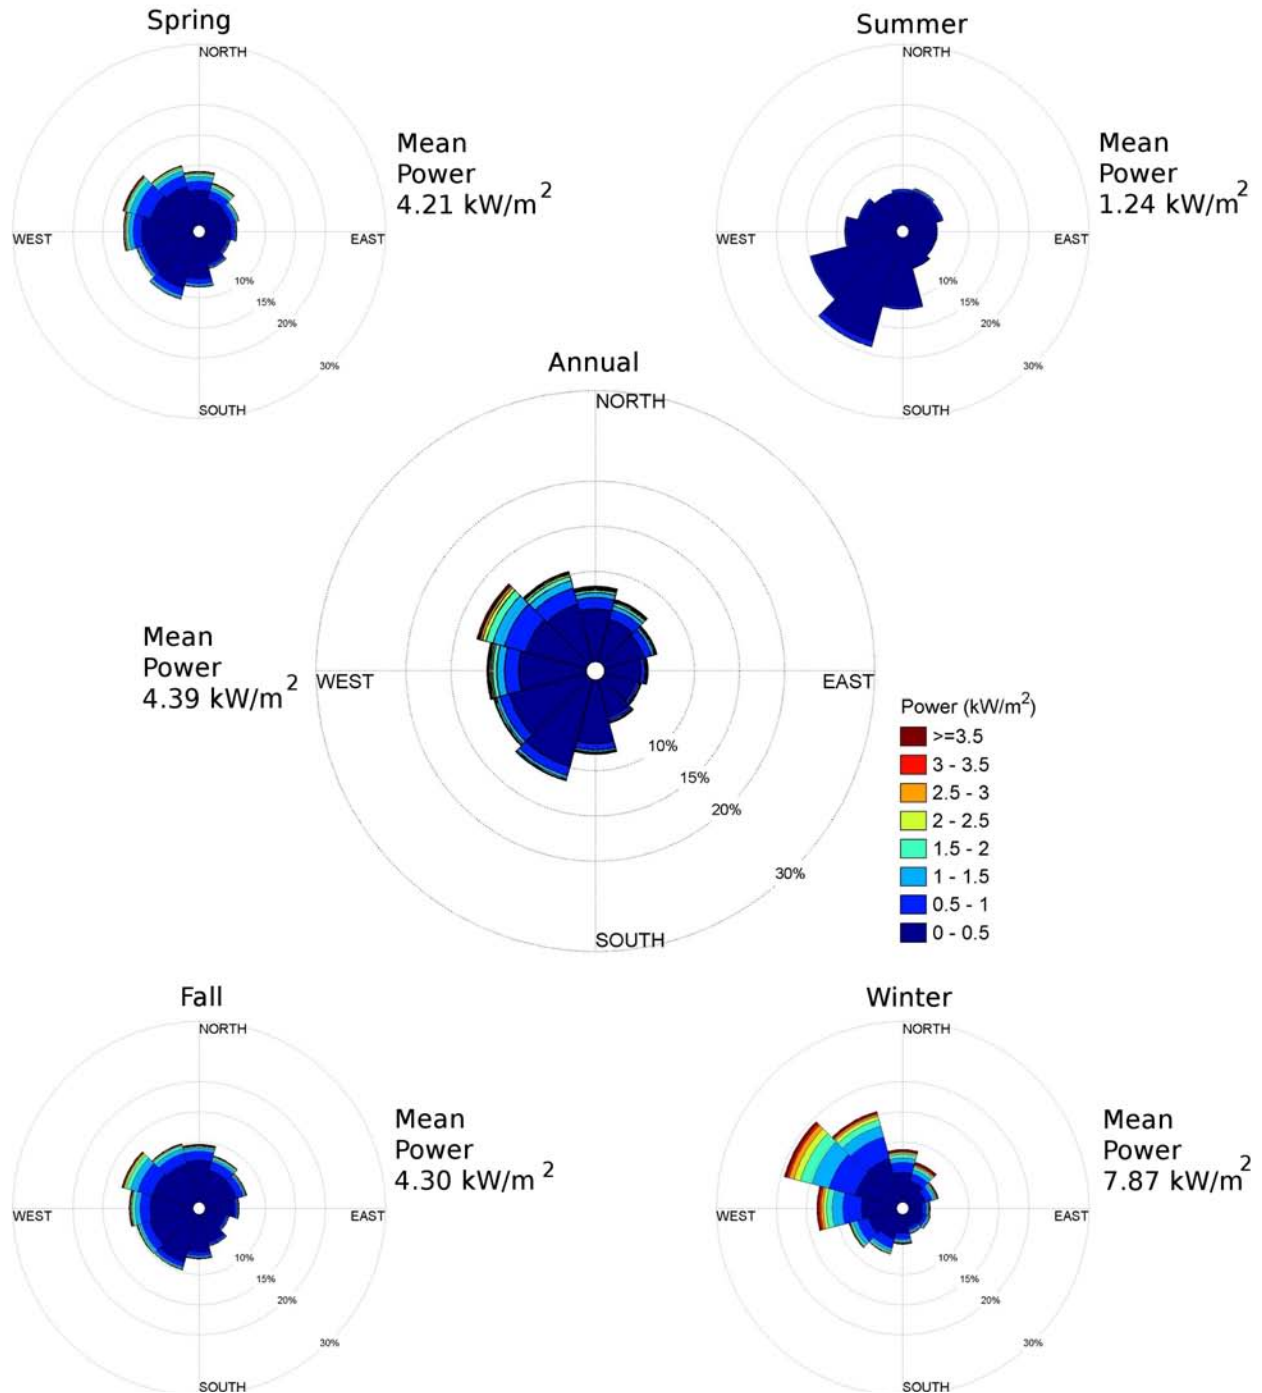 Spring
NORTH
WEST
EAST
SOUTH
10%
15%
20%
30%
Mean
Power
4.21 kW/m²
Summer
NORTH
WEST
EAST
SOUTH
10%
15%
20%
30%
Mean
Power
1.24 kW/m²
Annual
NORTH
WEST
EAST
SOUTH
10%
15%
20%
30%
Mean
Power
4.39 kW/m²
Power (kW/m²)
>=3.5
3 - 3.5
2.5 - 3
2 - 2.5
1.5 - 2
1 - 1.5
0.5 - 1
0 - 0.5
Fall
NORTH
WEST
EAST
SOUTH
10%
15%
20%
30%
Mean
Power
4.30 kW/m²
Winter
NORTH
WEST
EAST
SOUTH
10%
15%
20%
30%
Mean
Power
7.87 kW/m²